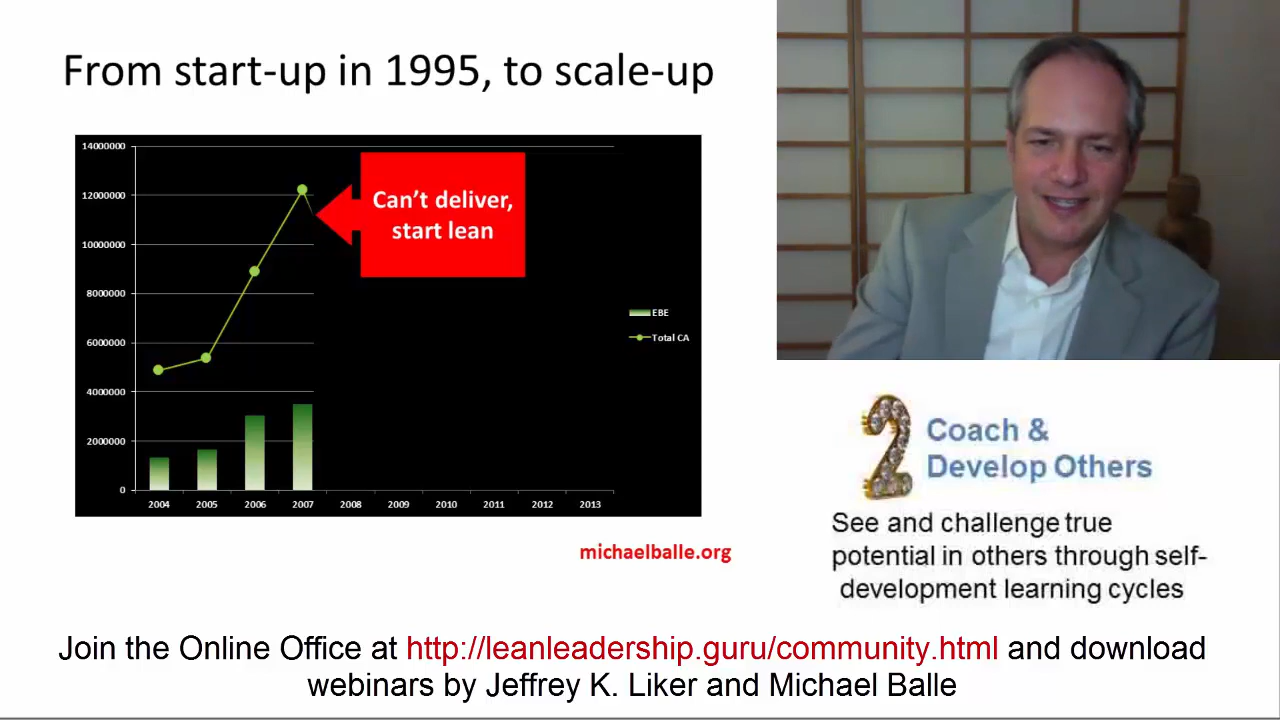 From start-up in 1995, to scale-up
14000000
12000000
10000000
8000000
6000000
4000000
2000000
0
2004 2005 2006 2007 2008 2009 2010 2011 2012 2013
Can't deliver,
start lean
EBE
Total CA
michaelballe.org
2
Coach &
Develop Others
See and challenge true
potential in others through self-
development learning cycles
Join the Online Office at http://leanleadership.guru/community.html and download
webinars by Jeffrey K. Liker and Michael Balle